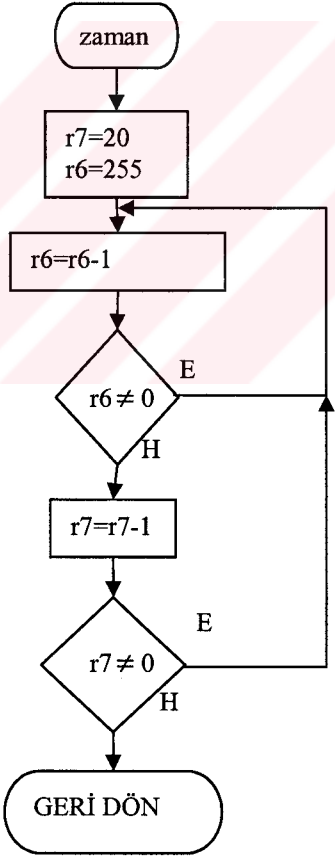 zaman
r7=20
r6=255
r6=r6-1
r6 ≠ 0
E
H
r7=r7-1
r7 ≠ 0
E
H
GERİ DÖN